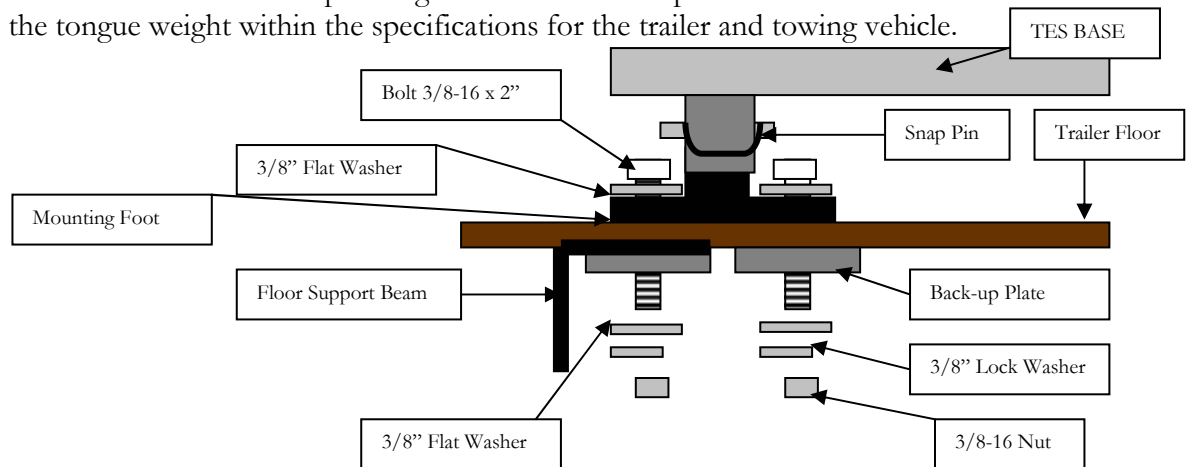 the tongue weight within the specifications for the trailer and towing vehicle.
TES BASE
Bolt 3/8-16 x 2”
Snap Pin
Trailer Floor
3/8” Flat Washer
Mounting Foot
Floor Support Beam
Back-up Plate
3/8” Lock Washer
3/8” Flat Washer
3/8-16 Nut